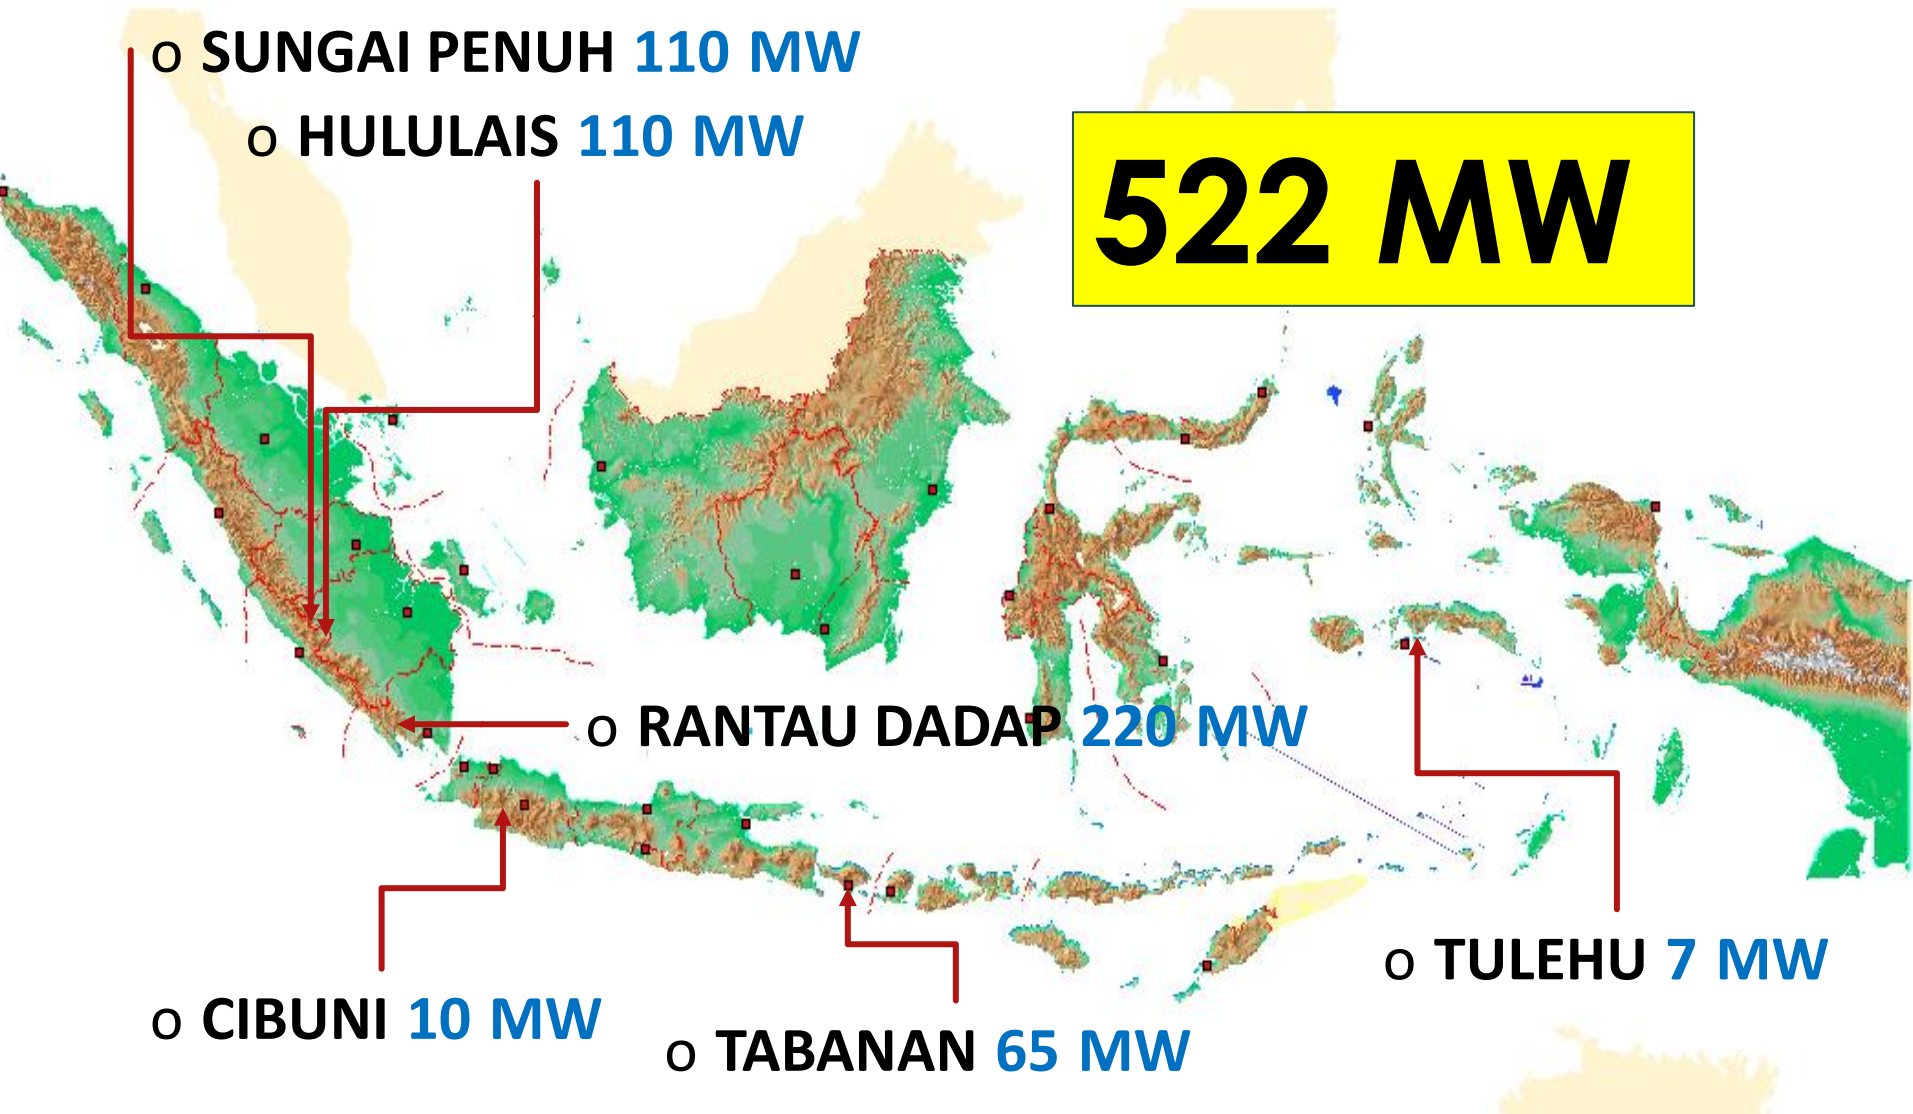 o SUNGAI PENUH 110 MW
o HULULAIS 110 MW
522 MW
o RANTAU DADAP 220 MW
o TULEHU 7 MW
o CIBUNI 10 MW
o TABANAN 65 MW